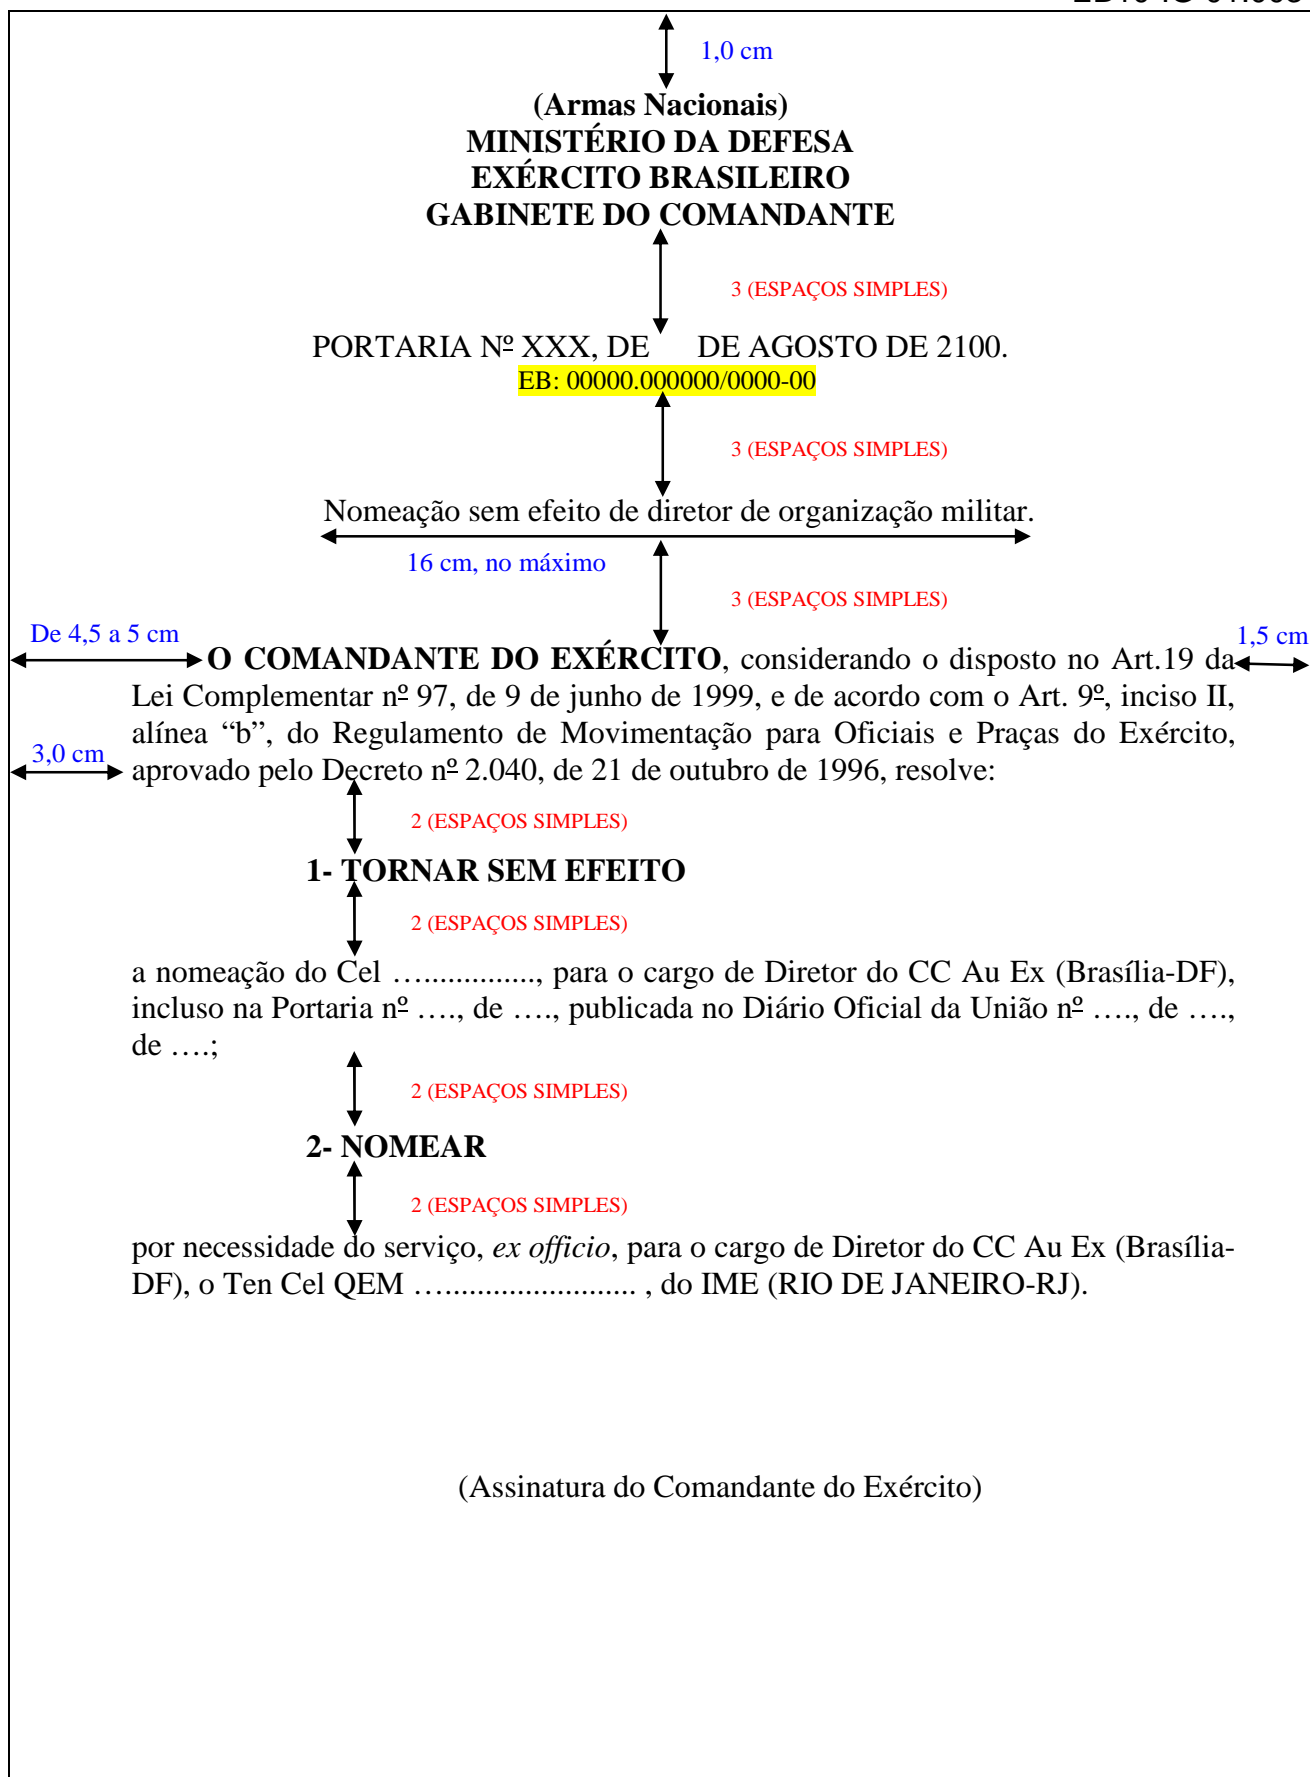 1,0 cm
(Armas Nacionais)
MINISTÉRIO DA DEFESA
EXÉRCITO BRASILEIRO
GABINETE DO COMANDANTE
3 (ESPAÇOS SIMPLES)
PORTARIA Nº XXX, DE DE AGOSTO DE 2100.
EB: 00000.000000/0000-00
3 (ESPAÇOS SIMPLES)
Nomeação sem efeito de diretor de organização militar.
16 cm, no máximo
3 (ESPAÇOS SIMPLES)
De 4,5 a 5 cm
1,5 cm
O COMANDANTE DO EXÉRCITO, considerando o disposto no Art.19 da
Lei Complementar nº 97, de 9 de junho de 1999, e de acordo com o Art. 9º, inciso II,
alínea “b”, do Regulamento de Movimentação para Oficiais e Praças do Exército,
3,0 cm
aprovado pelo Decreto nº 2.040, de 21 de outubro de 1996, resolve:
2 (ESPAÇOS SIMPLES)
1- TORNAR SEM EFEITO
2 (ESPAÇOS SIMPLES)
a nomeação do Cel …..............., para o cargo de Diretor do CC Au Ex (Brasília-DF),
incluso na Portaria nº …., de …., publicada no Diário Oficial da União nº …., de ….,
de ….;
2 (ESPAÇOS SIMPLES)
2- NOMEAR
2 (ESPAÇOS SIMPLES)
por necessidade do serviço, ex officio, para o cargo de Diretor do CC Au Ex (Brasília-
DF), o Ten Cel QEM …....................... , do IME (RIO DE JANEIRO-RJ).
(Assinatura do Comandante do Exército)